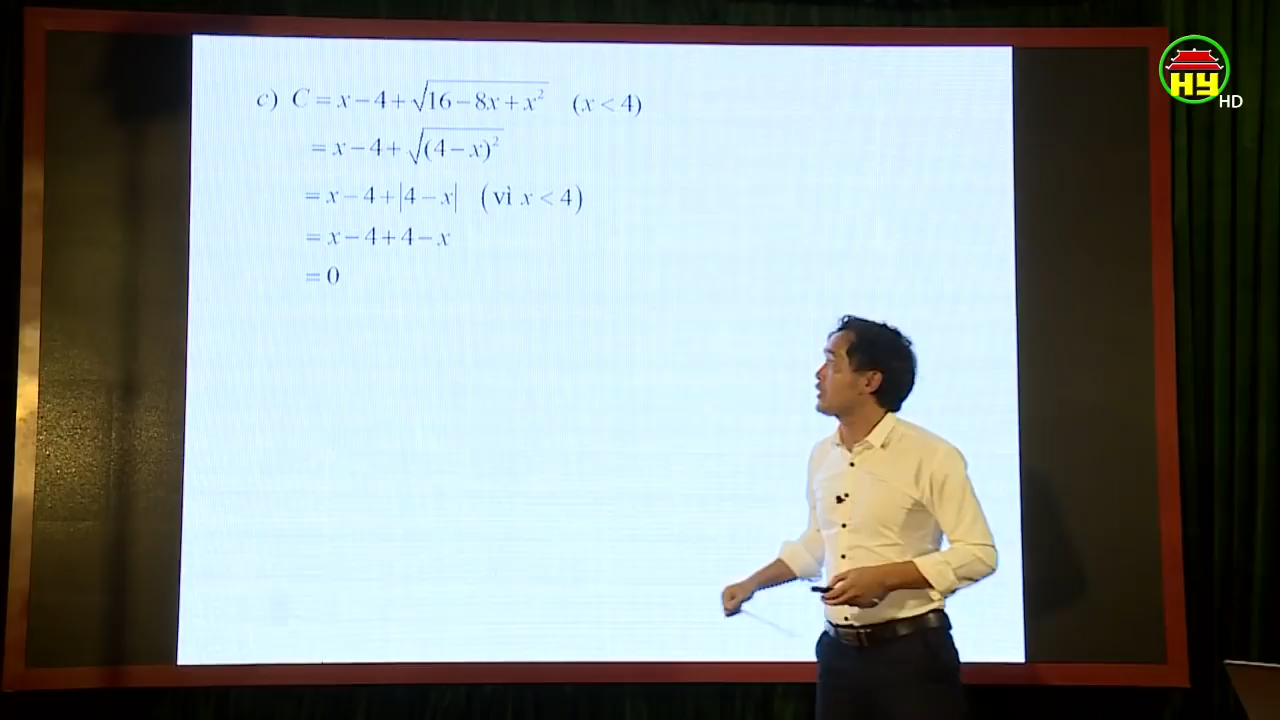 c) C = x − 4 + √(16 − 8x + x²) (x < 4)
= x − 4 + √((4 − x)²)
= x − 4 + |4 − x| (vì x < 4)
= x − 4 + 4 − x
= 0
HY
HD